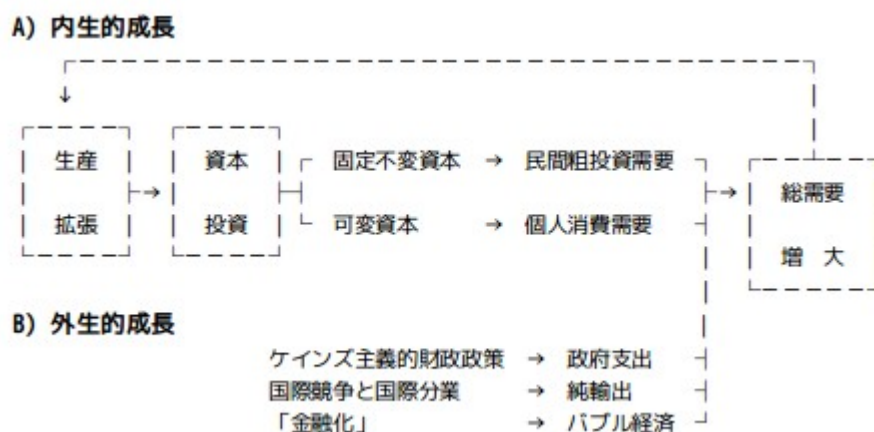 A) 内生的成長
生産 資本 固定不変資本 → 民間粗投資需要 総需要
拡張 投資 可変資本 → 個人消費需要 増 大
B) 外生的成長
ケインズ主義的財政政策 → 政府支出
国際競争と国際分業 → 純輸出
「金融化」 → バブル経済